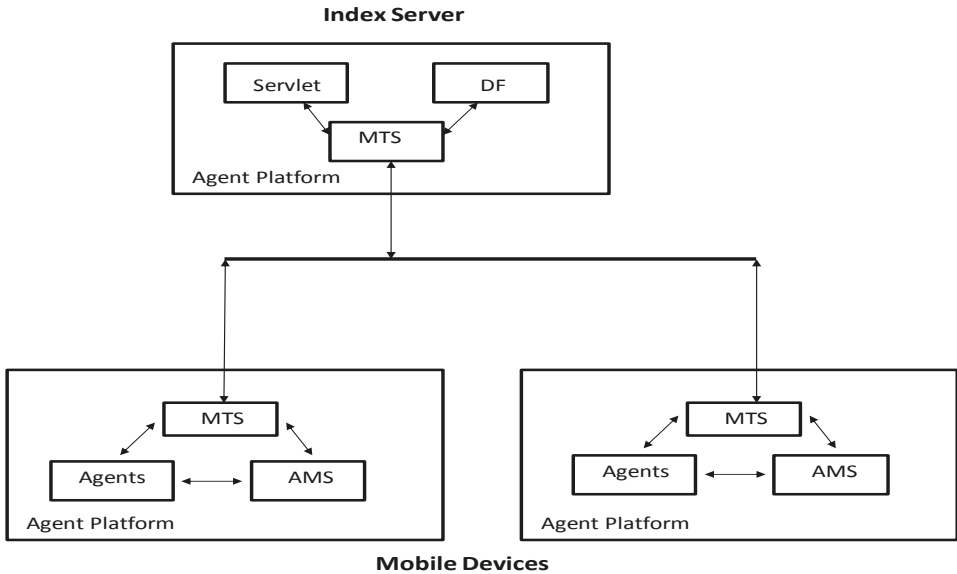 Index Server
Servlet
DF
MTS
Agent Platform
MTS
Agents
AMS
Agent Platform
MTS
Agents
AMS
Agent Platform
Mobile Devices